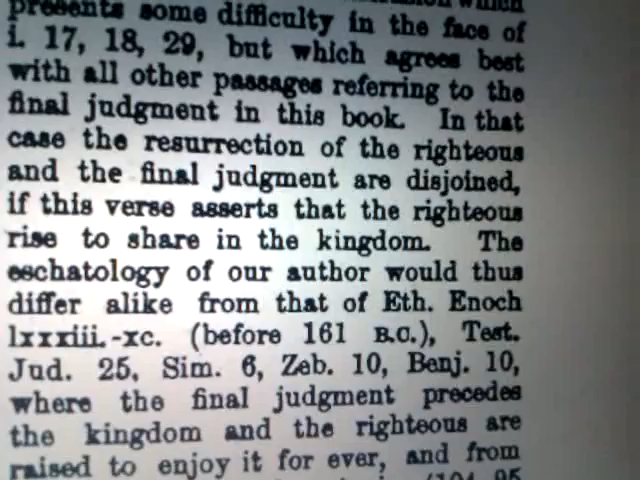 which
presents some difficulty in the face of
i. 17, 18, 29, but which agrees best
with all other passages referring to the
final judgment in this book. In that
case the resurrection of the righteous
and the final judgment are disjoined,
if this verse asserts that the righteous
rise to share in the kingdom. The
eschatology of our author would thus
differ alike from that of Eth. Enoch
lxxxiii.-xc. (before 161 B.C.), Test.
Jud. 25, Sim. 6, Zeb. 10, Benj. 10,
where the final judgment precedes
the kingdom and the righteous are
raised to enjoy it for ever, and from